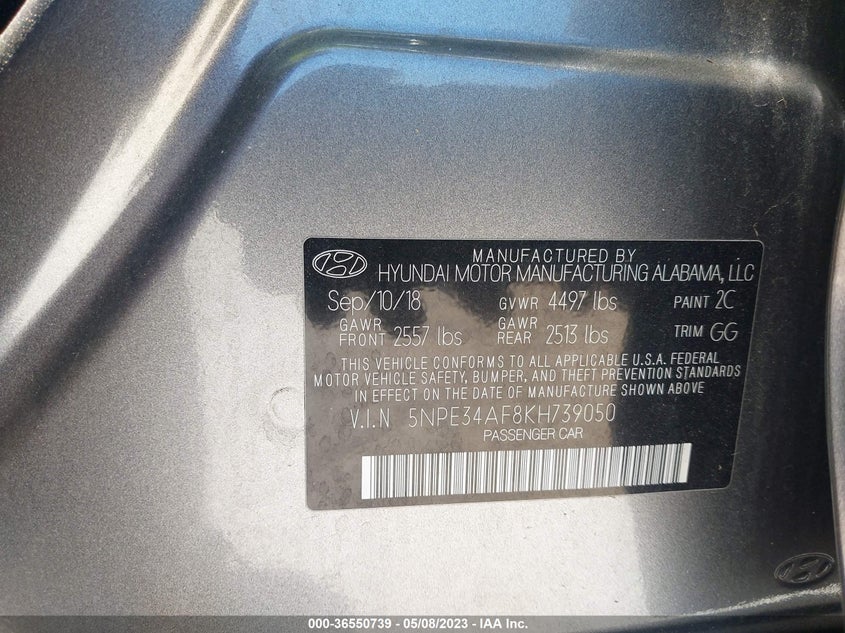 MANUFACTURED BY
HYUNDAI MOTOR MANUFACTURING ALABAMA, LLC
Sep/10/18 GVWR 4497 lbs PAINT 2C
GAWR FRONT 2557 lbs GAWR REAR 2513 lbs TRIM GG
THIS VEHICLE CONFORMS TO ALL APPLICABLE U.S.A. FEDERAL
MOTOR VEHICLE SAFETY, BUMPER, AND THEFT PREVENTION STANDARDS
IN EFFECT ON THE DATE OF MANUFACTURE SHOWN ABOVE
V.I.N 5NPE34AF8KH739050
PASSENGER CAR
000-36550739 - 05/08/2023 - IAA Inc.